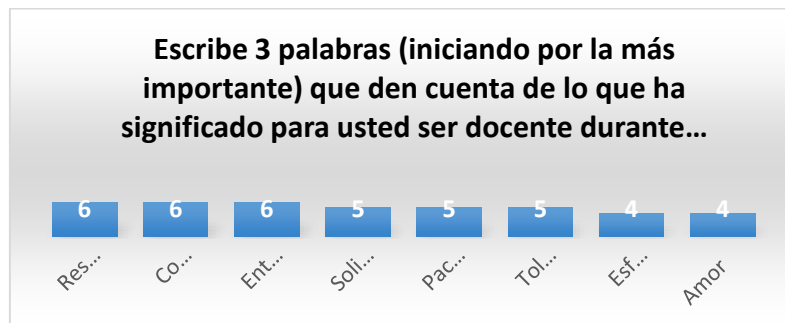 Escribe 3 palabras (iniciando por la más
importante) que den cuenta de lo que ha
significado para usted ser docente durante...
6 6 6 5 5 5 4 4
Res... Co... Ent... Soli... Pac... Tol... Esf... Amor